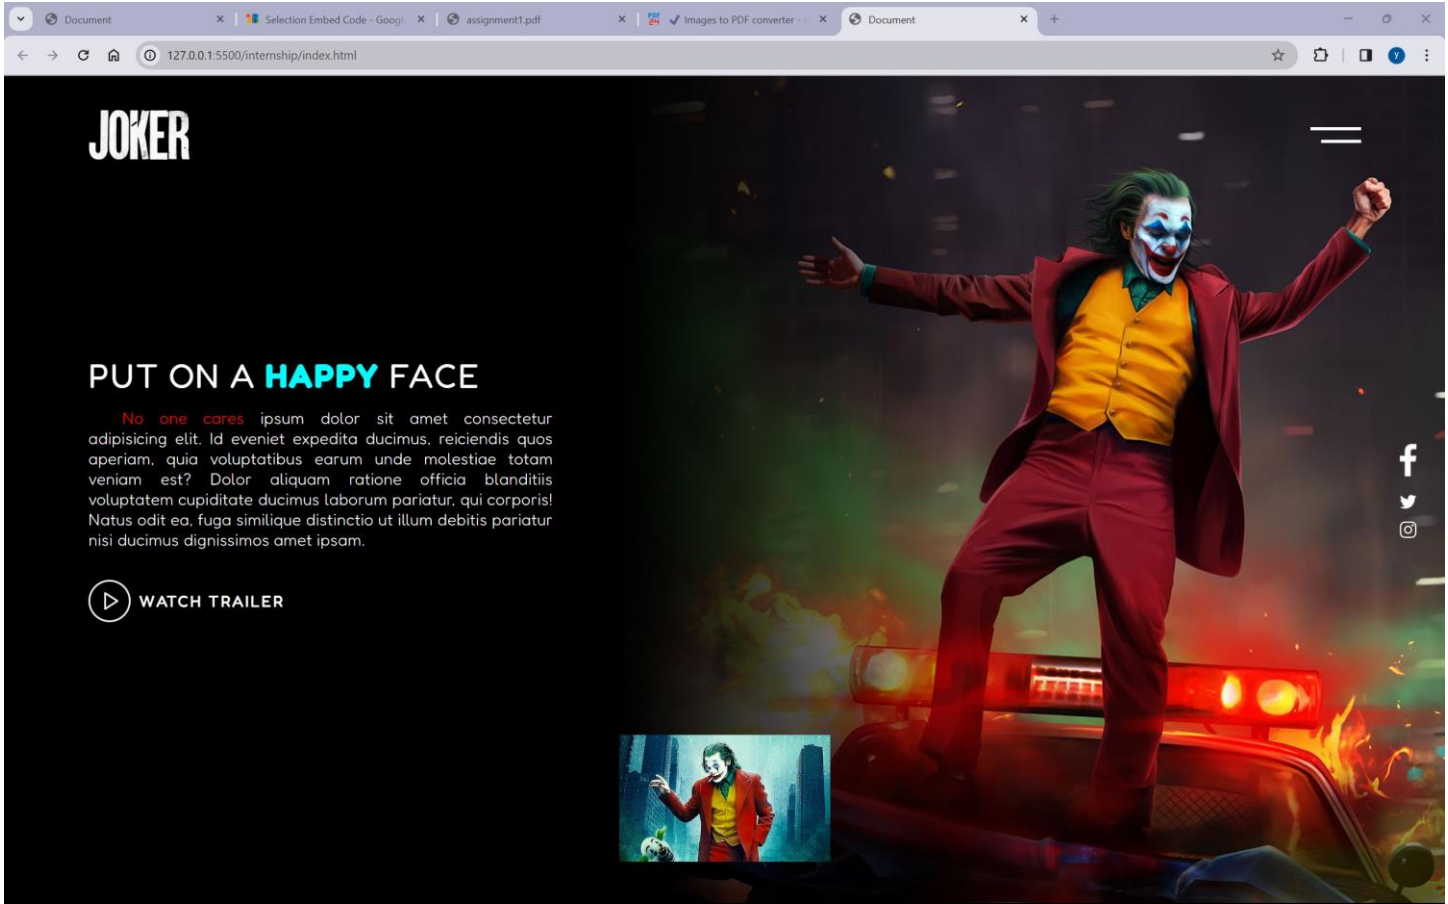 Document
Selection Embed Code - Googl
assignment1.pdf
Images to PDF converter -
Document
127.0.0.1:5500/internship/index.html
y
JOKER
PUT ON A HAPPY FACE
No one cares ipsum dolor sit amet consectetur
adipisicing elit. Id eveniet expedita ducimus, reiciendis quos
aperiam, quia voluptatibus earum unde molestiae totam
veniam est? Dolor aliquam ratione officia blanditiis
voluptatem cupiditate ducimus laborum pariatur, qui corporis!
Natus odit ea, fuga similique distinctio ut illum debitis pariatur
nisi ducimus dignissimos amet ipsam.
WATCH TRAILER